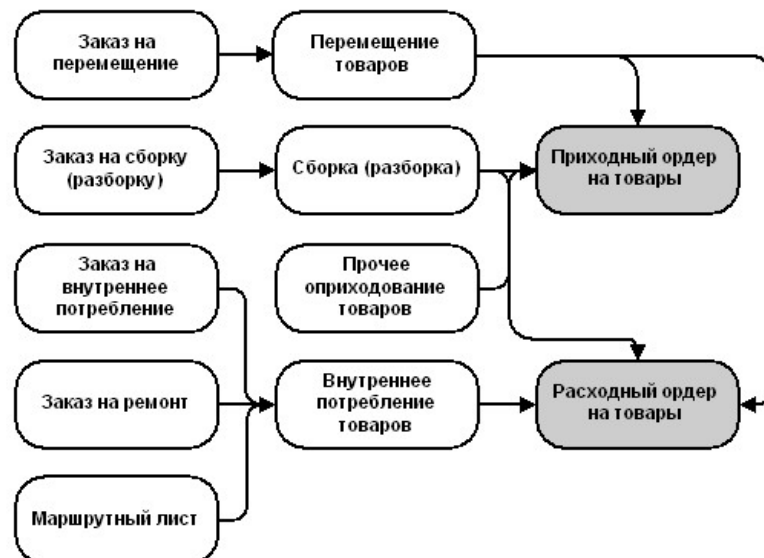 Заказ на
перемещение
Перемещение
товаров
Заказ на сборку
(разборку)
Сборка (разборка)
Приходный ордер
на товары
Заказ на
внутреннее
потребление
Прочее
оприходование
товаров
Заказ на ремонт
Внутреннее
потребление
товаров
Расходный ордер
на товары
Маршрутный лист